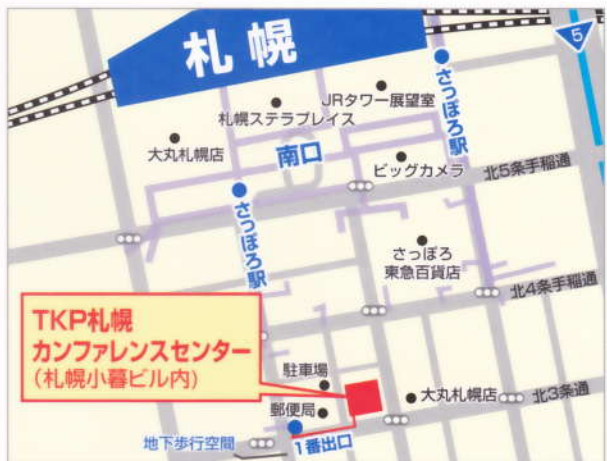 札幌
5
さっぽろ駅
JRタワー展望室
札幌ステラプレイス
大丸札幌店
南口
ビッグカメラ
北5条手稲通
さっぽろ駅
さっぽろ
東急百貨店
北4条手稲通
TKP札幌
カンファレンスセンター
(札幌小暮ビル内)
駐車場
大丸札幌店
北3条通
郵便局
地下歩行空間
1番出口